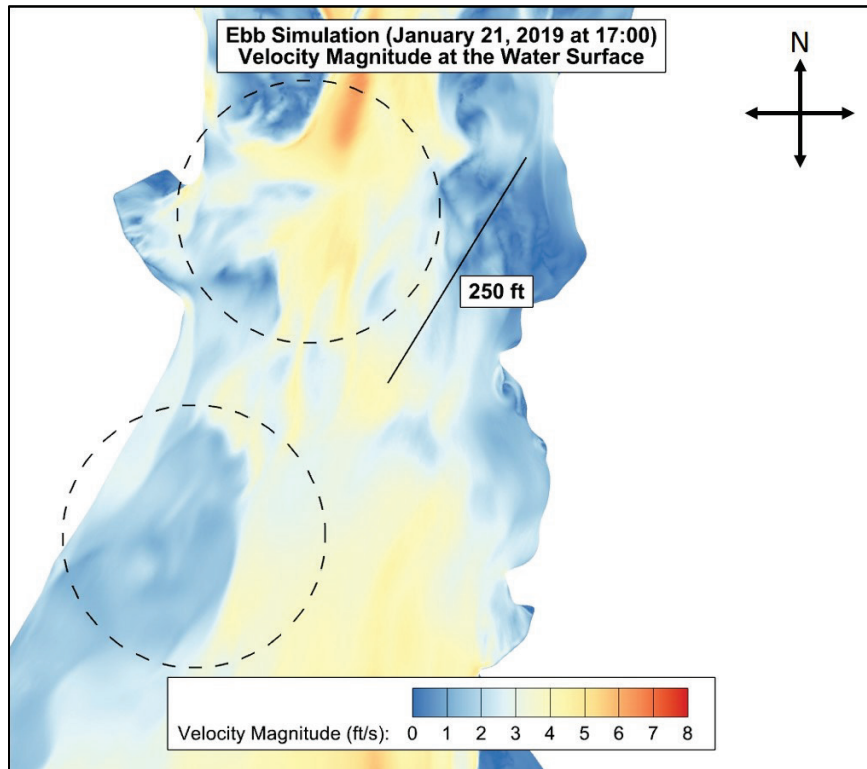 Ebb Simulation (January 21, 2019 at 17:00)
Velocity Magnitude at the Water Surface
N
250 ft
Velocity Magnitude (ft/s): 0 1 2 3 4 5 6 7 8